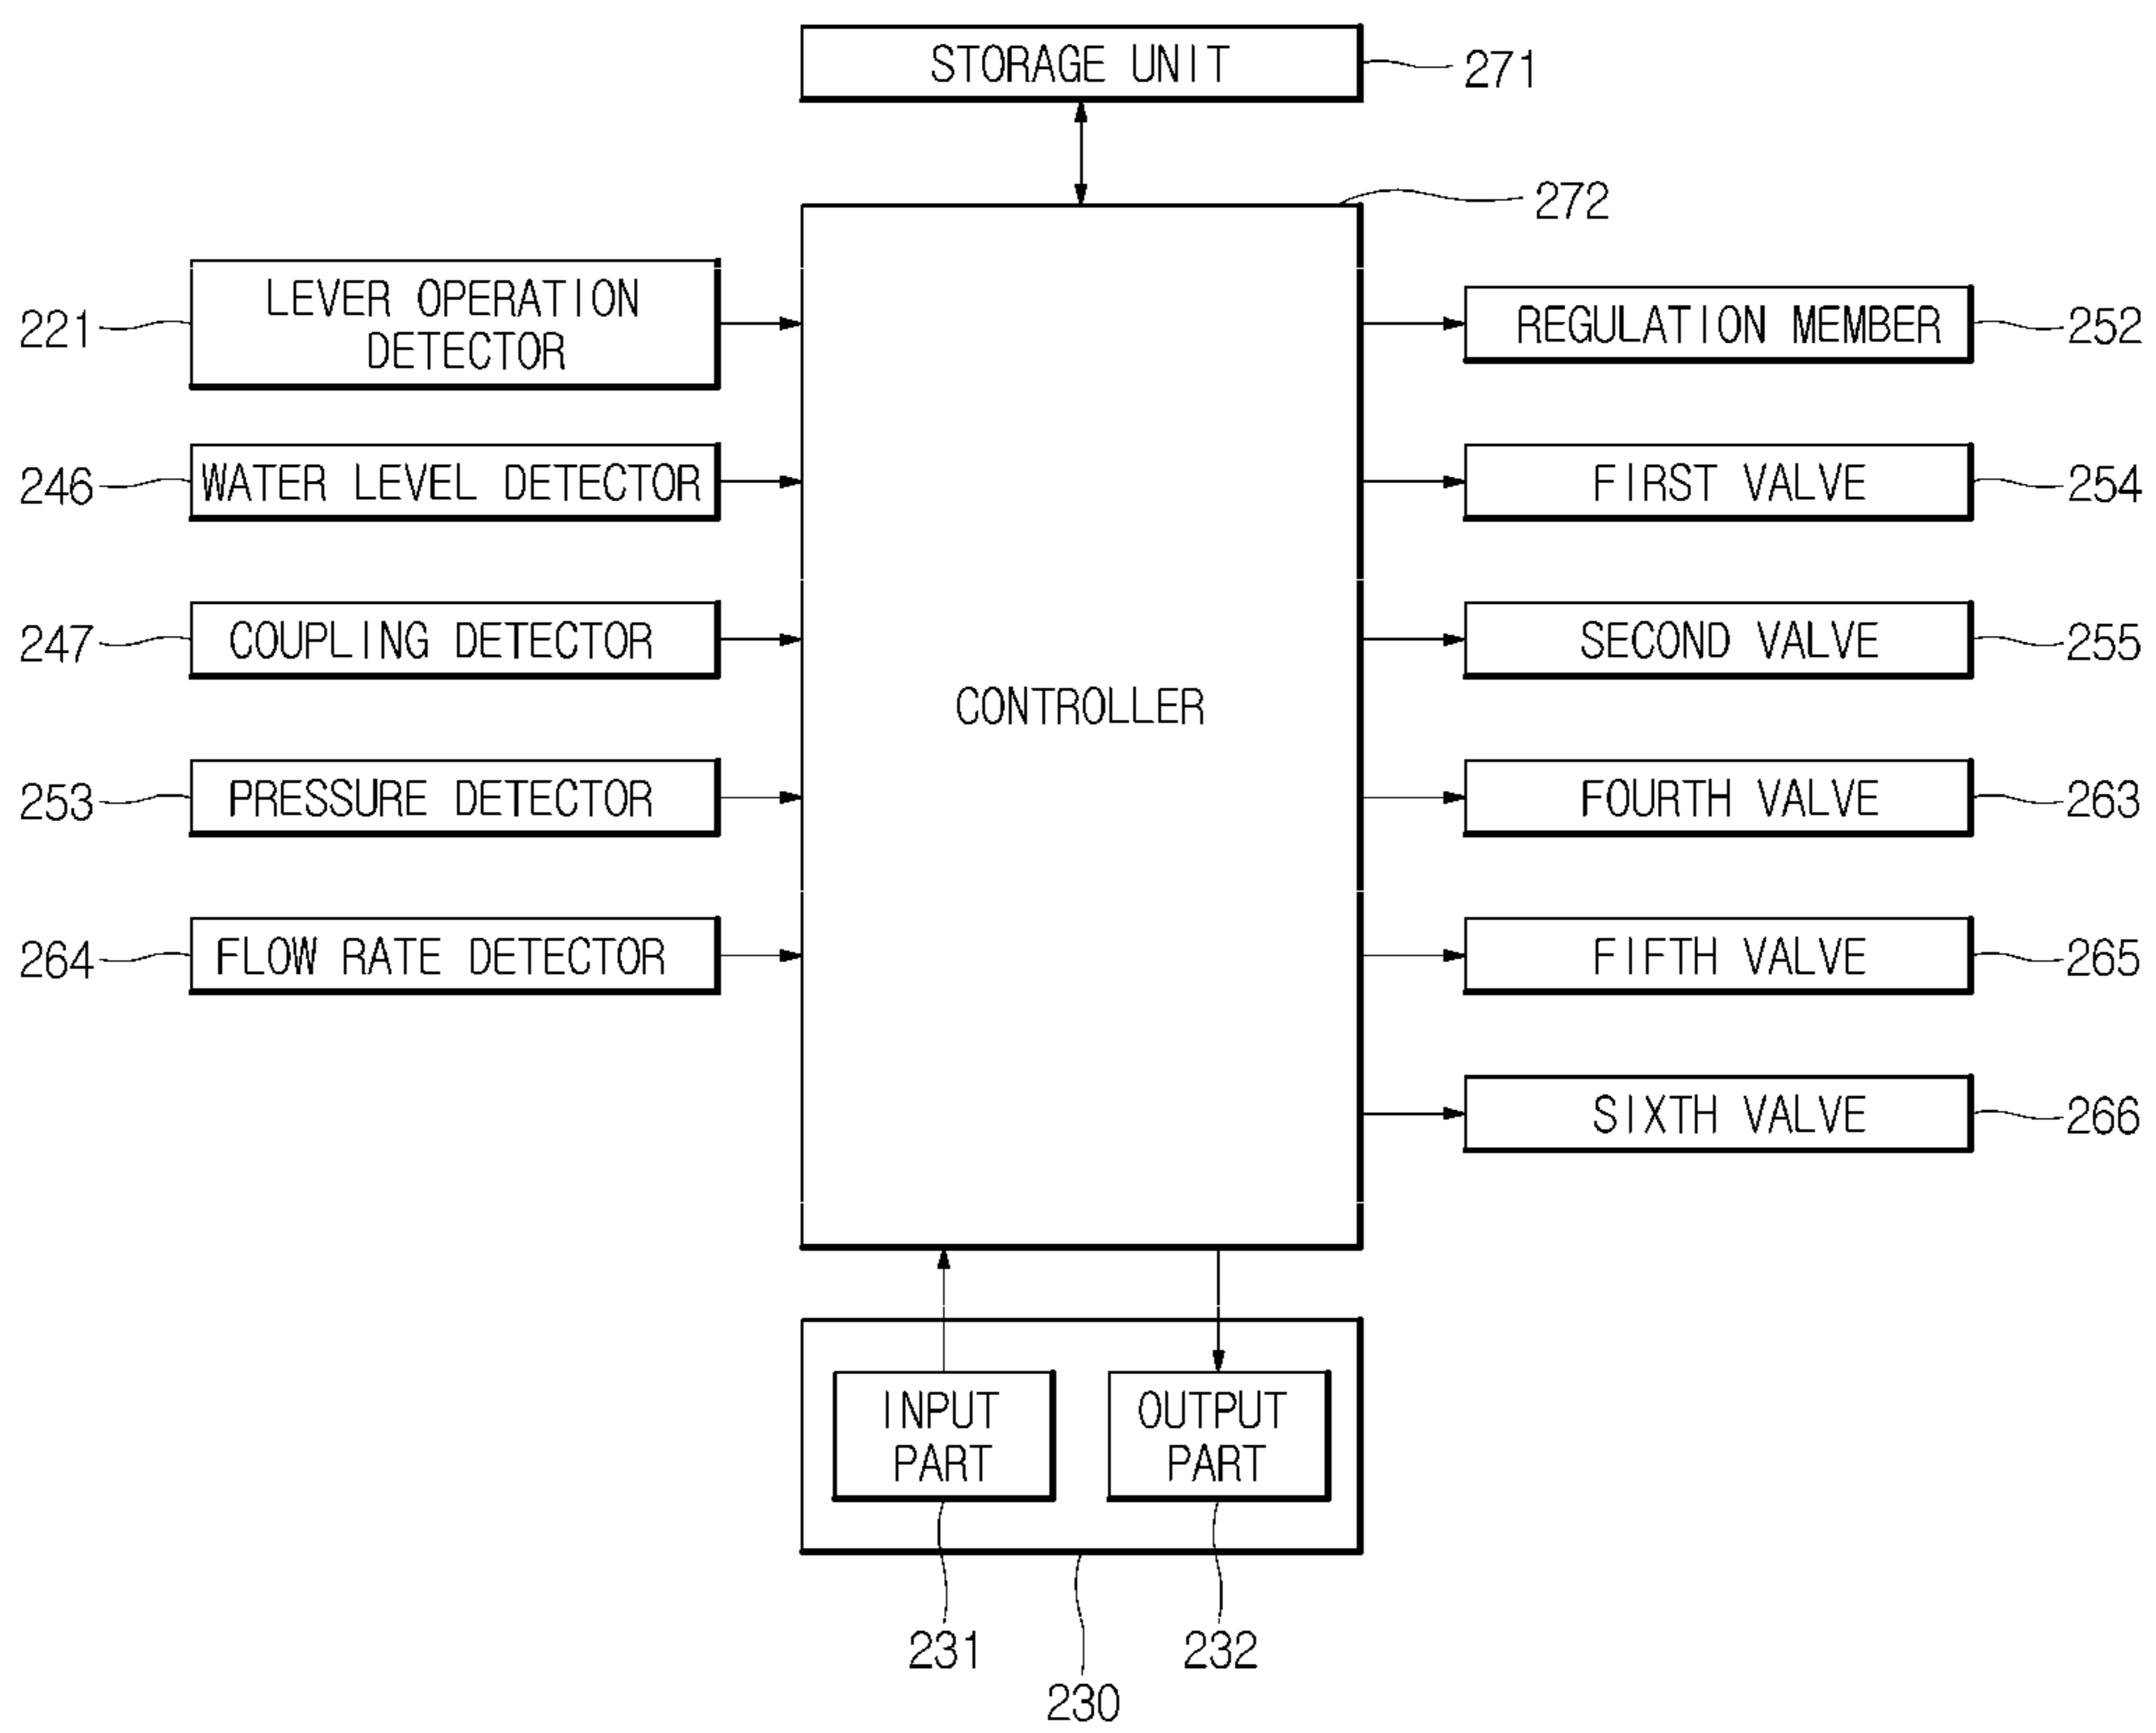 STORAGE UNIT
271
272
LEVER OPERATION
DETECTOR
221
REGULATION MEMBER
252
246
WATER LEVEL DETECTOR
FIRST VALVE
254
247
COUPLING DETECTOR
SECOND VALVE
255
CONTROLLER
253
PRESSURE DETECTOR
FOURTH VALVE
263
264
FLOW RATE DETECTOR
FIFTH VALVE
265
SIXTH VALVE
266
INPUT
PART
OUTPUT
PART
231
232
230